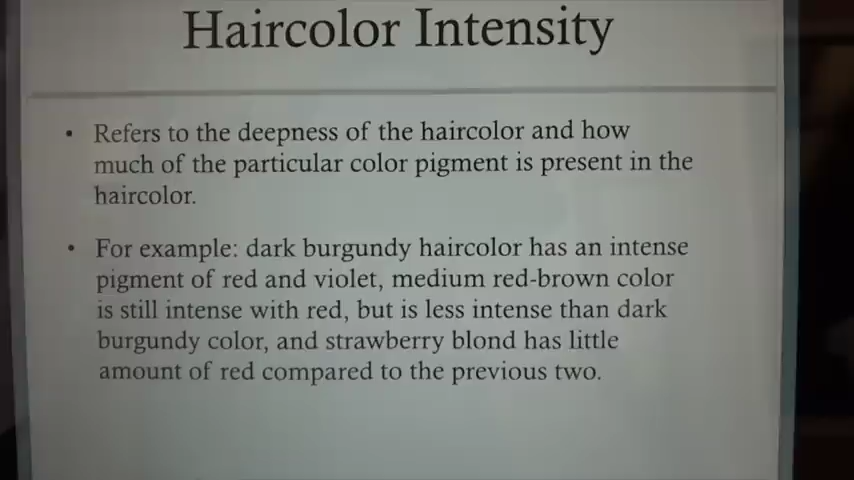 Haircolor Intensity
• Refers to the deepness of the haircolor and how
much of the particular color pigment is present in the
haircolor.
• For example: dark burgundy haircolor has an intense
pigment of red and violet, medium red-brown color
is still intense with red, but is less intense than dark
burgundy color, and strawberry blond has little
amount of red compared to the previous two.